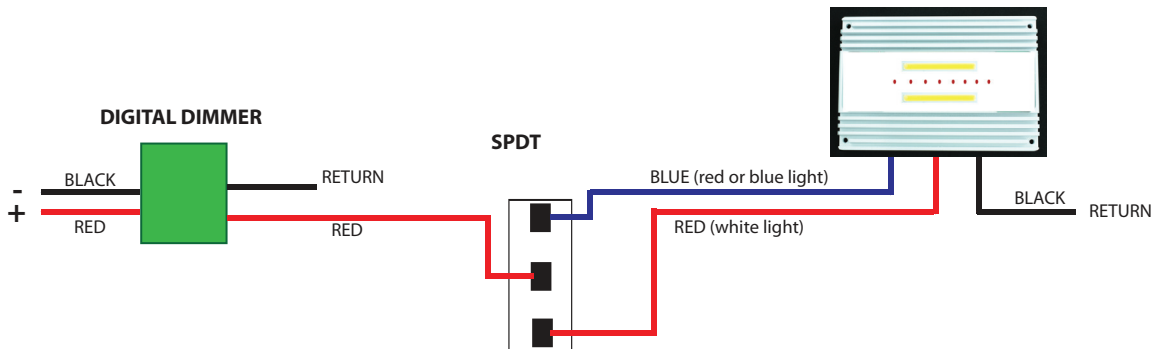 DIGITAL DIMMER
SPDT
-
BLACK
RETURN
BLUE (red or blue light)
+
RED
RED
RED (white light)
BLACK
RETURN